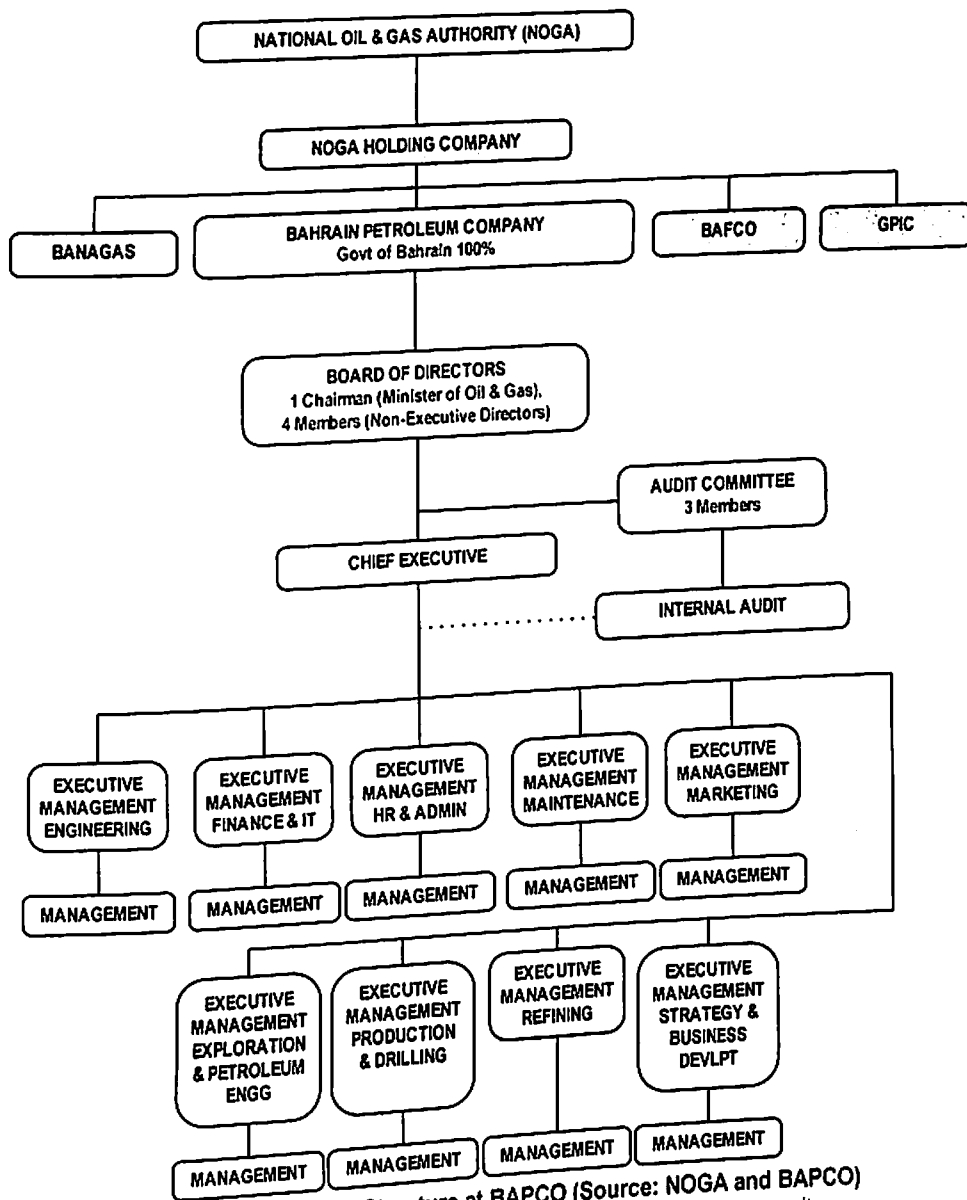 NATIONAL OIL & GAS AUTHORITY (NOGA)
NOGA HOLDING COMPANY
BANAGAS
BAHRAIN PETROLEUM COMPANY
Govt of Bahrain 100%
BAFCO
GPIC
BOARD OF DIRECTORS
1 Chairman (Minister of Oil & Gas),
4 Members (Non-Executive Directors)
AUDIT COMMITTEE
3 Members
CHIEF EXECUTIVE
INTERNAL AUDIT
EXECUTIVE
MANAGEMENT
ENGINEERING
EXECUTIVE
MANAGEMENT
FINANCE & IT
EXECUTIVE
MANAGEMENT
HR & ADMIN
EXECUTIVE
MANAGEMENT
MAINTENANCE
EXECUTIVE
MANAGEMENT
MARKETING
MANAGEMENT
MANAGEMENT
MANAGEMENT
MANAGEMENT
MANAGEMENT
EXECUTIVE
MANAGEMENT
EXPLORATION
& PETROLEUM
ENGG
EXECUTIVE
MANAGEMENT
PRODUCTION
& DRILLING
EXECUTIVE
MANAGEMENT
REFINING
EXECUTIVE
MANAGEMENT
STRATEGY &
BUSINESS
DEVLPT
MANAGEMENT
MANAGEMENT
MANAGEMENT
MANAGEMENT
at BAPCO (Source: NOGA and BAPCO)